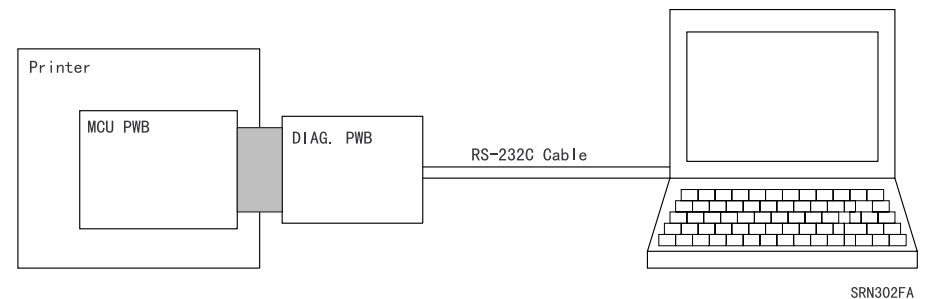 Printer
MCU PWB
DIAG. PWB
RS-232C Cable
SRN302FA